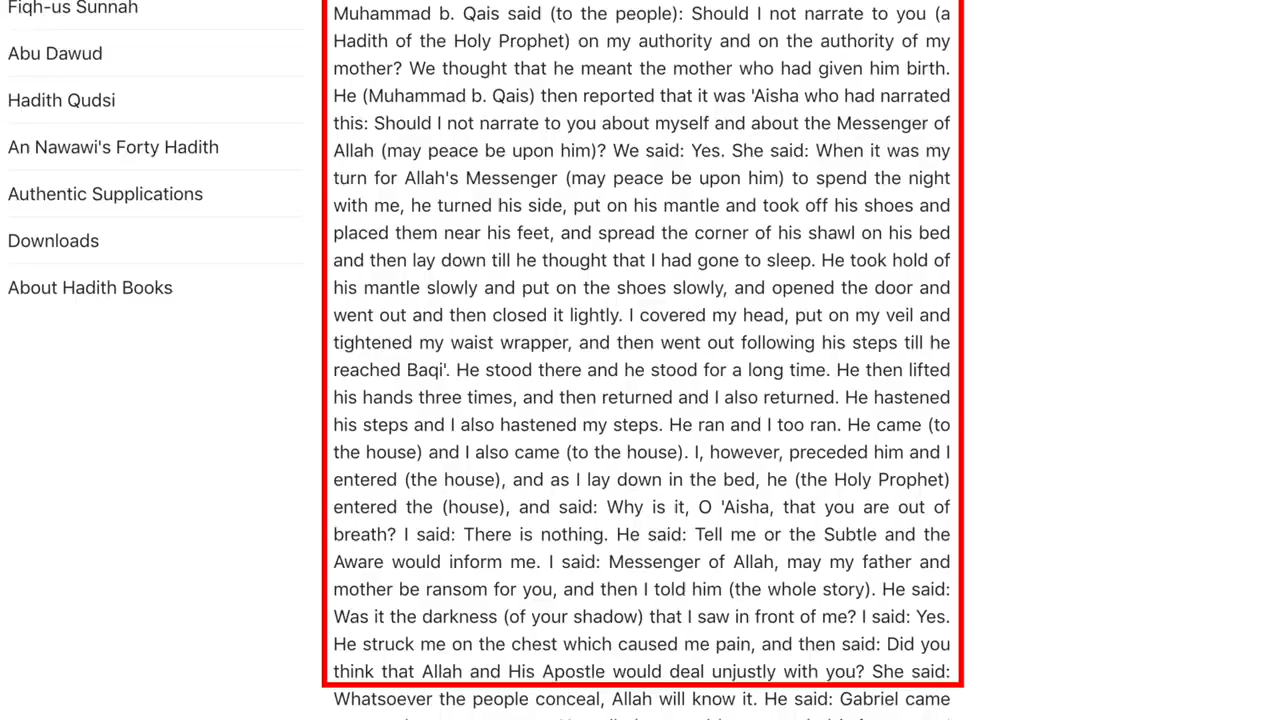 Fiqh-us Sunnah
Abu Dawud
Hadith Qudsi
An Nawawi's Forty Hadith
Authentic Supplications
Downloads
About Hadith Books
Muhammad b. Qais said (to the people): Should I not narrate to you (a
Hadith of the Holy Prophet) on my authority and on the authority of my
mother? We thought that he meant the mother who had given him birth.
He (Muhammad b. Qais) then reported that it was 'Aisha who had narrated
this: Should I not narrate to you about myself and about the Messenger of
Allah (may peace be upon him)? We said: Yes. She said: When it was my
turn for Allah's Messenger (may peace be upon him) to spend the night
with me, he turned his side, put on his mantle and took off his shoes and
placed them near his feet, and spread the corner of his shawl on his bed
and then lay down till he thought that I had gone to sleep. He took hold of
his mantle slowly and put on the shoes slowly, and opened the door and
went out and then closed it lightly. I covered my head, put on my veil and
tightened my waist wrapper, and then went out following his steps till he
reached Baqi'. He stood there and he stood for a long time. He then lifted
his hands three times, and then returned and I also returned. He hastened
his steps and I also hastened my steps. He ran and I too ran. He came (to
the house) and I also came (to the house). I, however, preceded him and I
entered (the house), and as I lay down in the bed, he (the Holy Prophet)
entered the (house), and said: Why is it, O 'Aisha, that you are out of
breath? I said: There is nothing. He said: Tell me or the Subtle and the
Aware would inform me. I said: Messenger of Allah, may my father and
mother be ransom for you, and then I told him (the whole story). He said:
Was it the darkness (of your shadow) that I saw in front of me? I said: Yes.
He struck me on the chest which caused me pain, and then said: Did you
think that Allah and His Apostle would deal unjustly with you? She said:
Whatsoever the people conceal, Allah will know it. He said: Gabriel came